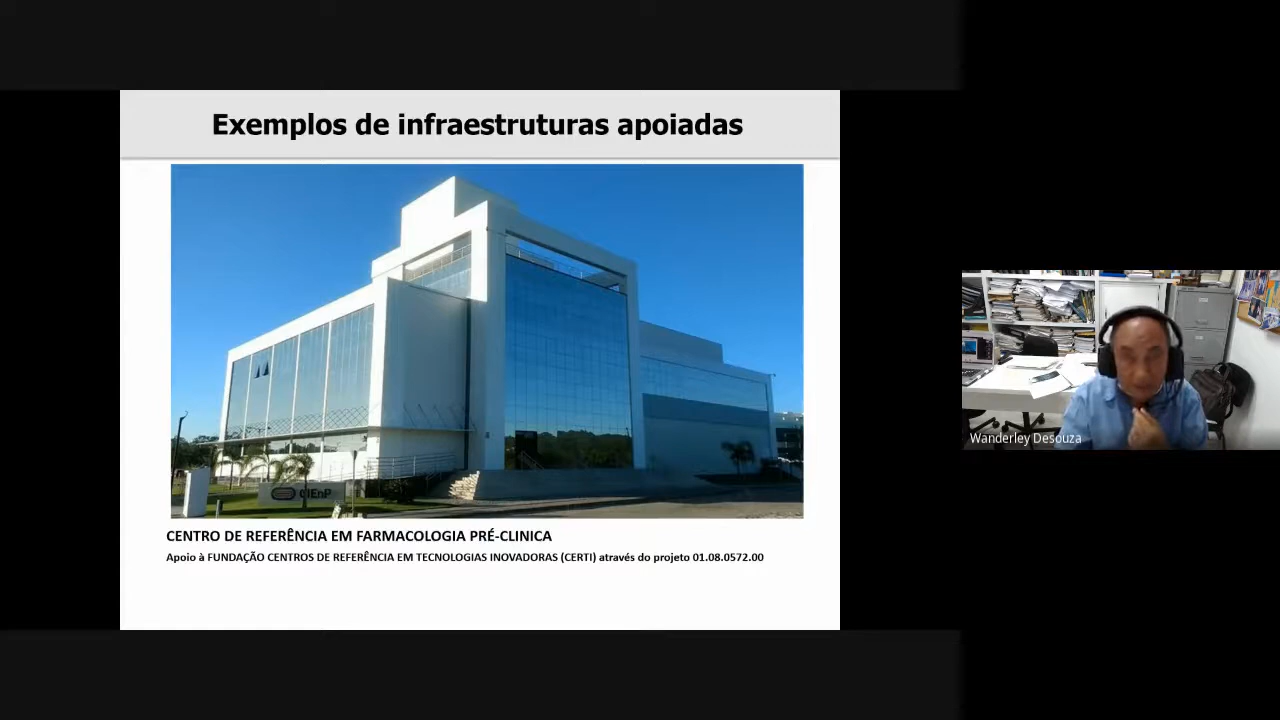 Exemplos de infraestruturas apoiadas
CIEnP
CENTRO DE REFERÊNCIA EM FARMACOLOGIA PRÉ-CLINICA
Apoio à FUNDAÇÃO CENTROS DE REFERÊNCIA EM TECNOLOGIAS INOVADORAS (CERTI) através do projeto 01.08.0572.00
Wanderley Desouza